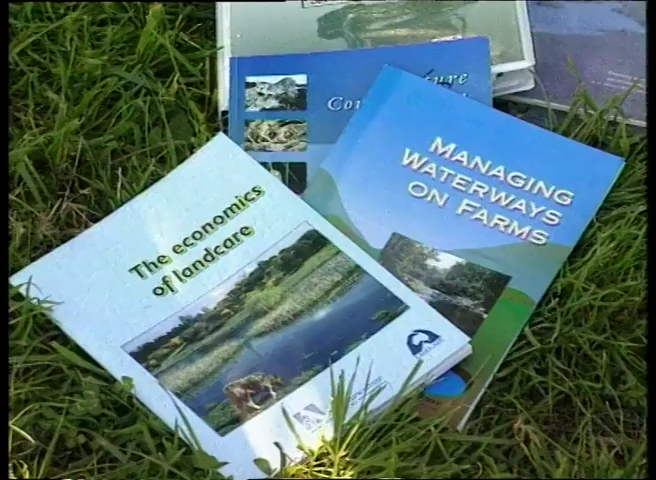 MANAGING
WATERWAYS
ON FARMS
The economics
of landcare